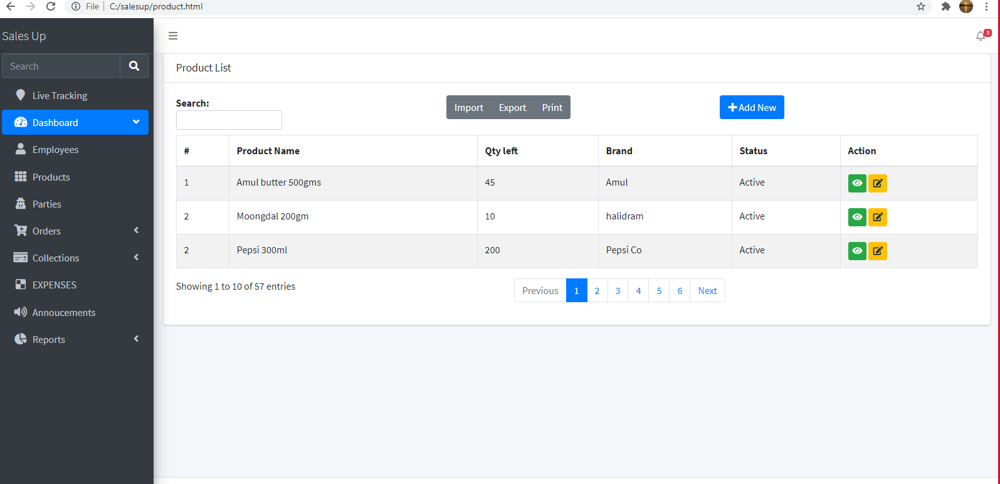 File
C:/salesup/product.html
Sales Up
3
Search
Product List
Live Tracking
Dashboard
Employees
Products
Parties
Orders
Collections
EXPENSES
Annoucements
Reports
Search:
Import Export Print
Add New
# Product Name Qty left Brand Status Action
1 Amul butter 500gms 45 Amul Active
2 Moongdal 200gm 10 halidram Active
2 Pepsi 300ml 200 Pepsi Co Active
Showing 1 to 10 of 57 entries
Previous 1 2 3 4 5 6 Next